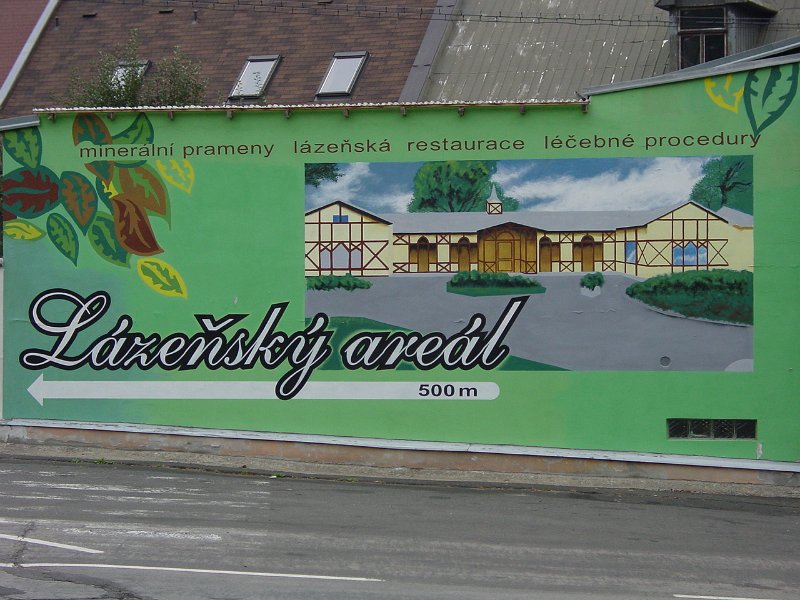 minerální prameny lázeňská restaurace léčebné procedury
Lázeňský areál
500 m